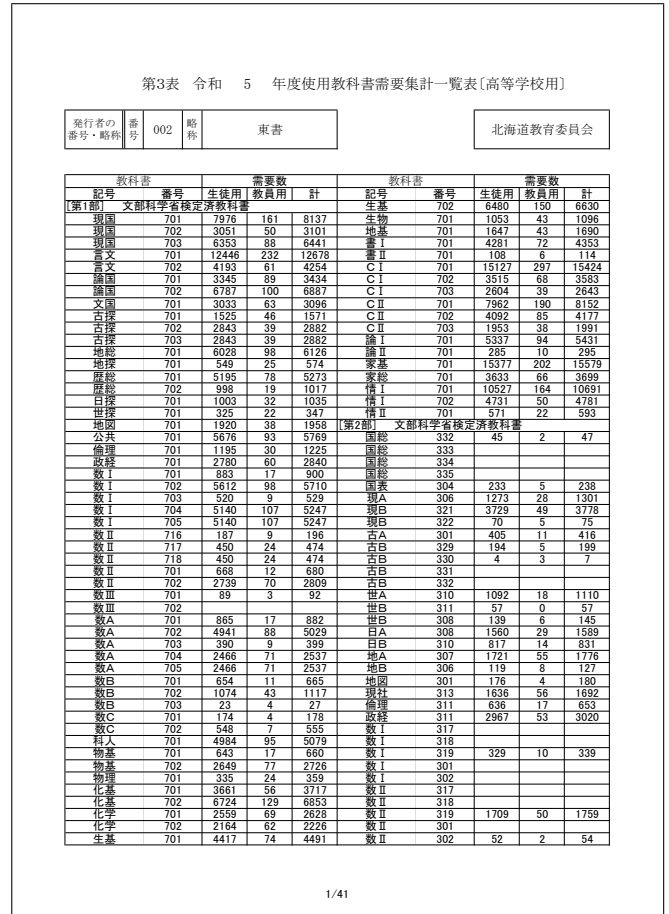 第3表 令和 5 年度使用教科書需要集計一覧表〔高等学校用〕
発行者の番号・略称 番号 002 略称 東書 北海道教育委員会
教科書 需要数 教科書 需要数
記号 番号 生徒用 教員用 計 記号 番号 生徒用 教員用 計
[第1部] 文部科学省検定済教科書 生基 702 6480 150 6630
現国 701 7976 161 8137 生物 701 1053 43 1096
現国 702 3051 50 3101 地基 701 1647 43 1690
現国 703 6353 88 6441 書Ⅰ 701 4281 72 4353
言文 701 12446 232 12678 書Ⅱ 701 108 6 114
言文 702 4193 61 4254 CⅠ 701 15127 297 15424
論国 701 3345 89 3434 CⅠ 702 3515 68 3583
論国 702 6787 100 6887 CⅠ 703 2604 39 2643
文国 701 3033 63 3096 CⅡ 701 7962 190 8152
古探 701 1525 46 1571 CⅡ 702 4092 85 4177
古探 702 2843 39 2882 CⅡ 703 1953 38 1991
古探 703 2843 39 2882 論Ⅰ 701 5337 94 5431
地総 701 6028 98 6126 論Ⅱ 701 285 10 295
地探 701 549 25 574 家基 701 15377 202 15579
歴総 701 5195 78 5273 家総 701 3633 66 3699
歴総 702 998 19 1017 情Ⅰ 701 10527 164 10691
日探 701 1003 32 1035 情Ⅰ 702 4731 50 4781
世探 701 325 22 347 情Ⅱ 701 571 22 593
地図 701 1920 38 1958 [第2部] 文部科学省検定済教科書
公共 701 5676 93 5769 国総 332 45 2 47
倫理 701 1195 30 1225 国総 333
政経 701 2780 60 2840 国総 334
数Ⅰ 701 883 17 900 国総 335
数Ⅰ 702 5612 98 5710 国表 304 233 5 238
数Ⅰ 703 520 9 529 現A 306 1273 28 1301
数Ⅰ 704 5140 107 5247 現B 321 3729 49 3778
数Ⅰ 705 5140 107 5247 現B 322 70 5 75
数Ⅱ 716 187 9 196 古A 301 405 11 416
数Ⅱ 717 450 24 474 古B 329 194 5 199
数Ⅱ 718 450 24 474 古B 330 4 3 7
数Ⅱ 701 668 12 680 古B 331
数Ⅱ 702 2739 70 2809 古B 332
数Ⅲ 701 89 3 92 世A 310 1092 18 1110
数Ⅲ 702 世B 311 57 0 57
数A 701 865 17 882 世B 308 139 6 145
数A 702 4941 88 5029 日A 308 1560 29 1589
数A 703 390 9 399 日B 310 817 14 831
数A 704 2466 71 2537 地A 307 1721 55 1776
数A 705 2466 71 2537 地B 306 119 8 127
数B 701 654 11 665 地図 301 176 4 180
数B 702 1074 43 1117 現社 313 1636 56 1692
数B 703 23 4 27 倫理 311 636 17 653
数C 701 174 4 178 政経 311 2967 53 3020
数C 702 548 7 555 数Ⅰ 317
科人 701 4984 95 5079 数Ⅰ 318
物基 701 643 17 660 数Ⅰ 319 329 10 339
物基 702 2649 77 2726 数Ⅰ 301
物理 701 335 24 359 数Ⅰ 302
化基 701 3661 56 3717 数Ⅱ 317
化基 702 6724 129 6853 数Ⅱ 318
化学 701 2559 69 2628 数Ⅱ 319 1709 50 1759
化学 702 2164 62 2226 数Ⅱ 301
生基 701 4417 74 4491 数Ⅱ 302 52 2 54
1/41